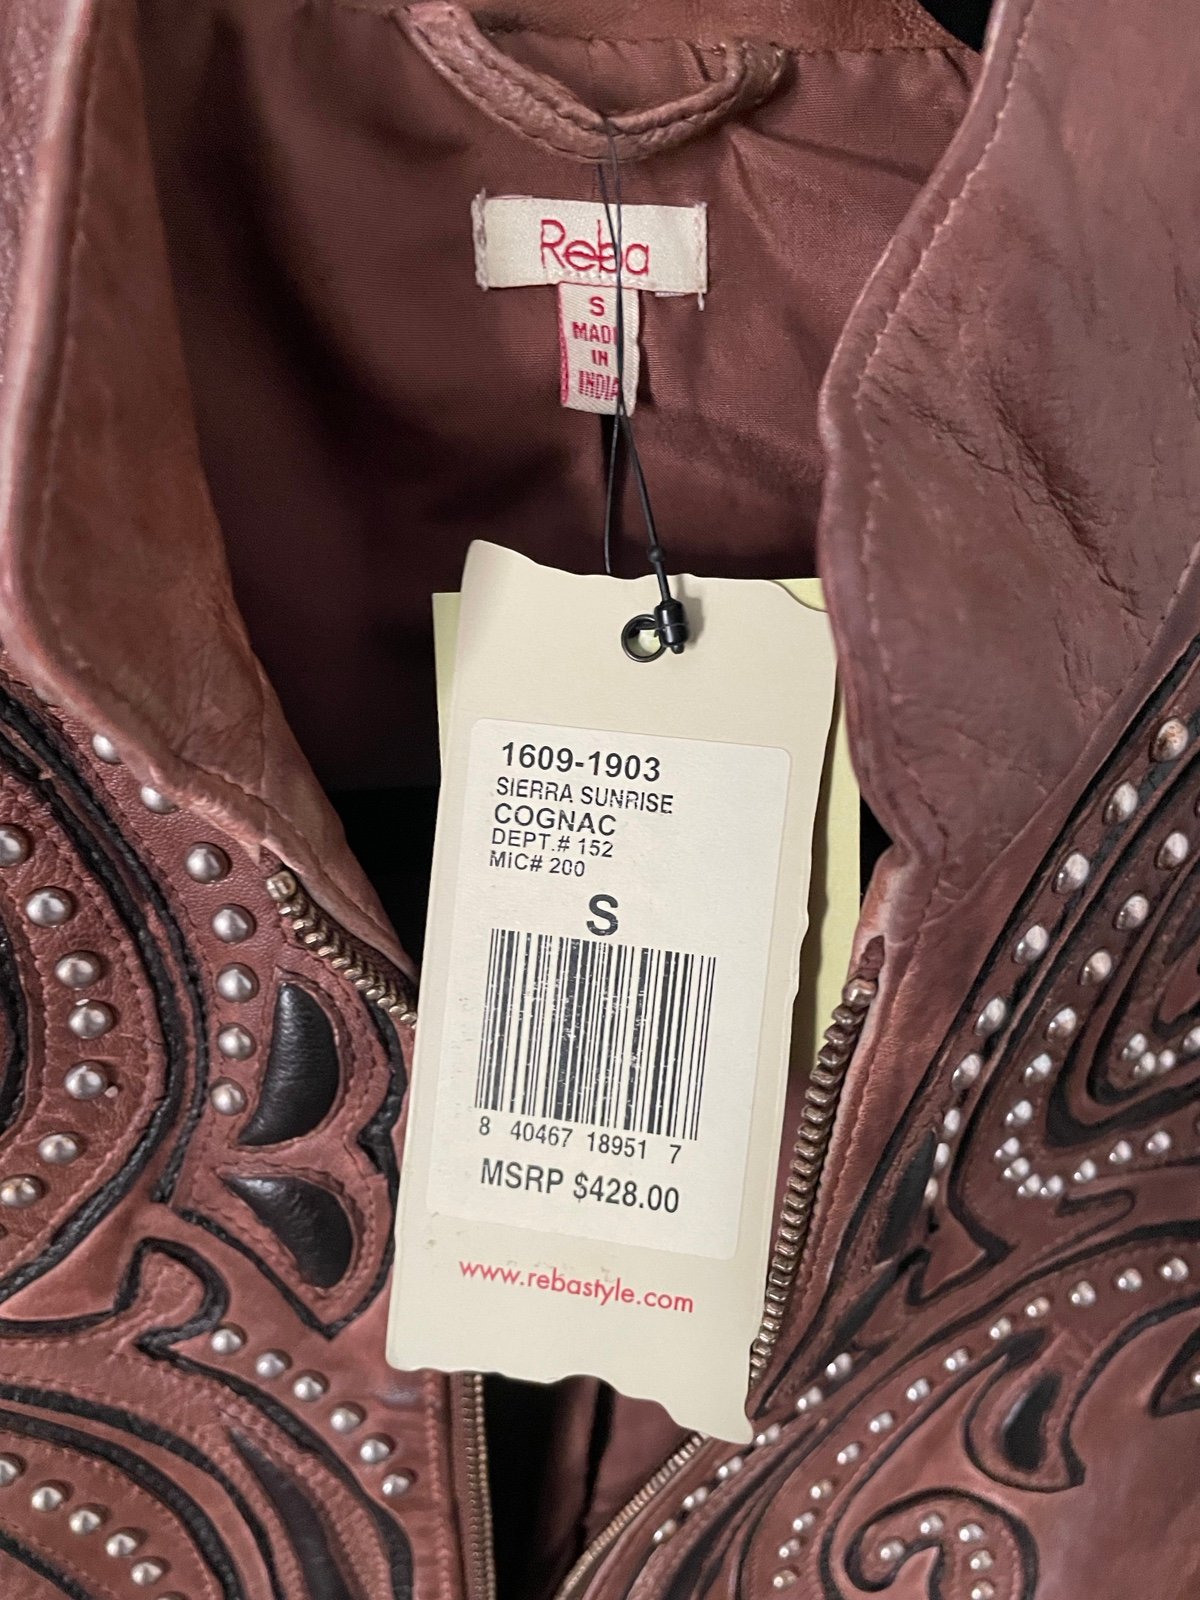 Reba
S
MADE
IN
INDIA
1609-1903
SIERRA SUNRISE
COGNAC
DEPT.# 152
MIC# 200
S
8 40467 18951 7
MSRP $428.00
www.rebastyle.com